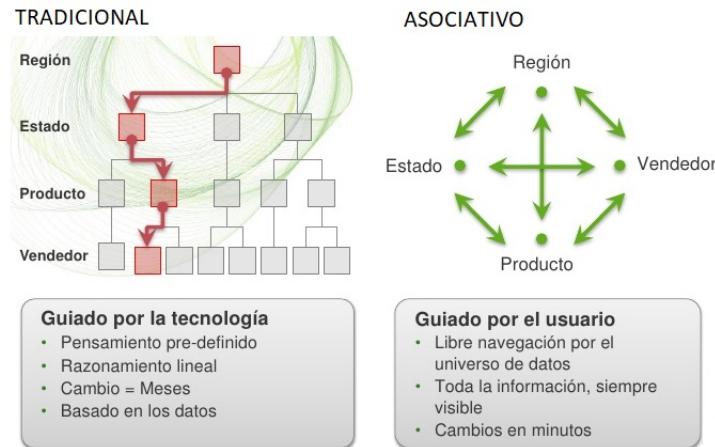 TRADICIONAL
Región
Estado
Producto
Vendedor
Guiado por la tecnología
• Pensamiento pre-definido
• Razonamiento lineal
• Cambio = Meses
• Basado en los datos
ASOCIATIVO
Región
Estado
Vendedor
Producto
Guiado por el usuario
• Libre navegación por el
universo de datos
• Toda la información, siempre
visible
• Cambios en minutos